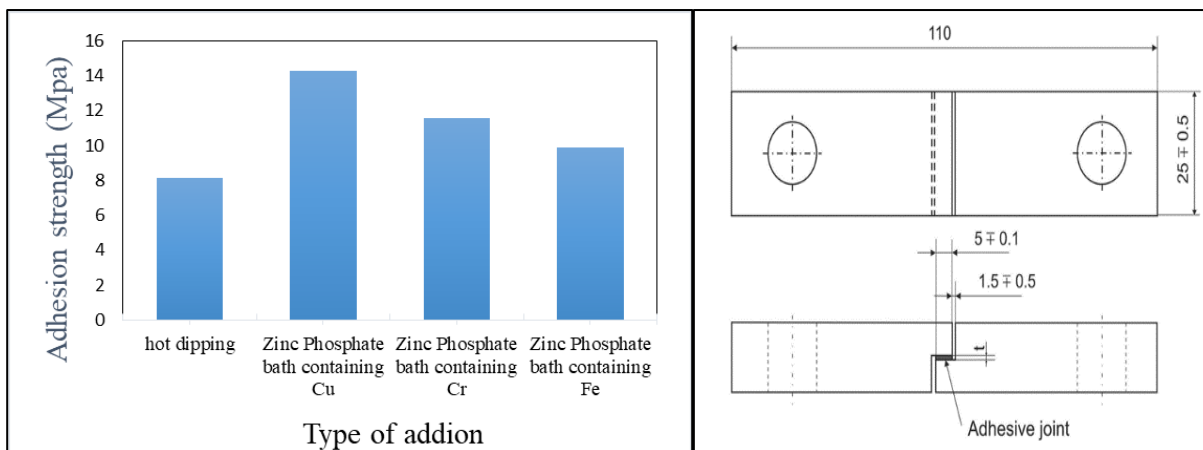 Adhesion strength (Mpa)
16
14
12
10
8
6
4
2
0
hot dipping
Zinc Phosphate
bath containing
Cu
Zinc Phosphate
bath containing
Cr
Zinc Phosphate
bath containing
Fe
Type of addion
110
25 ∓ 0.5
5 ∓ 0.1
1.5 ∓ 0.5
t
Adhesive joint